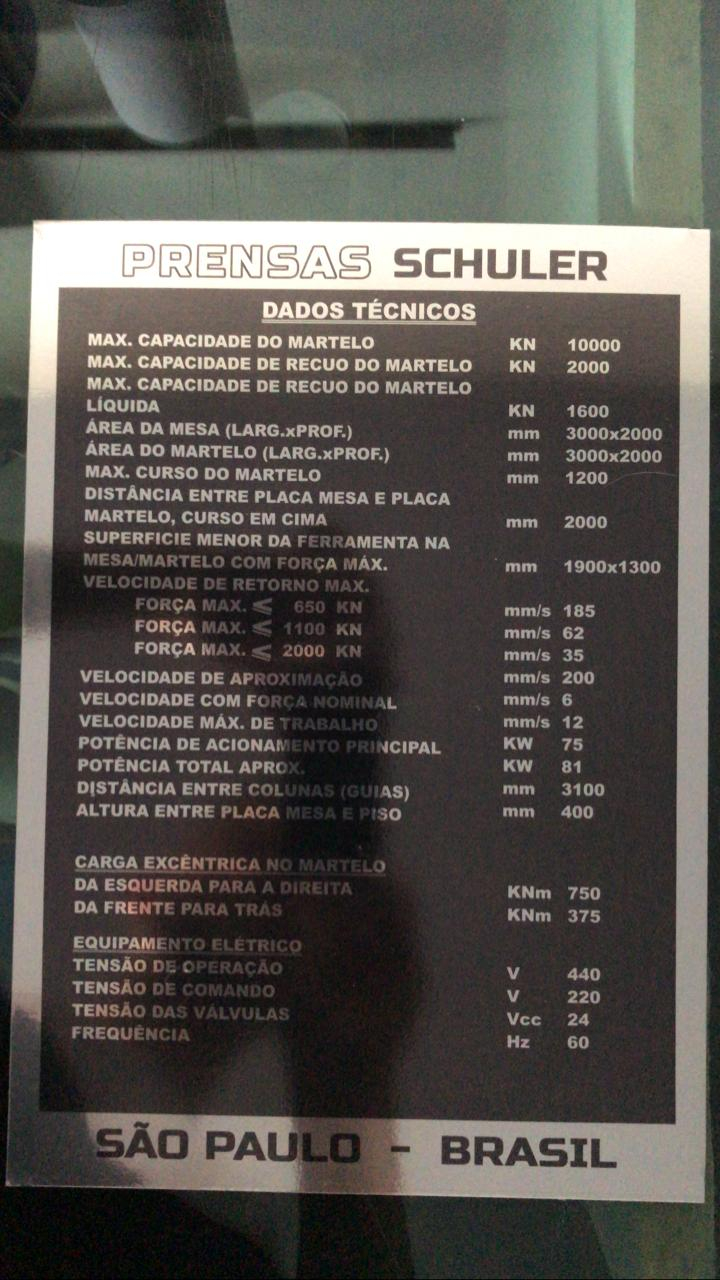 PRENSAS SCHULER
DADOS TÉCNICOS
MAX. CAPACIDADE DO MARTELO KN 10000
MAX. CAPACIDADE DE RECUO DO MARTELO KN 2000
MAX. CAPACIDADE DE RECUO DO MARTELO
LÍQUIDA KN 1600
ÁREA DA MESA (LARG.xPROF.) mm 3000x2000
ÁREA DO MARTELO (LARG.xPROF.) mm 3000x2000
MAX. CURSO DO MARTELO mm 1200
DISTÂNCIA ENTRE PLACA MESA E PLACA
MARTELO, CURSO EM CIMA mm 2000
SUPERFICIE MENOR DA FERRAMENTA NA
MESA/MARTELO COM FORÇA MÁX. mm 1900x1300
VELOCIDADE DE RETORNO MAX.
FORÇA MAX. ≤ 650 KN mm/s 185
FORÇA MAX. ≤ 1100 KN mm/s 62
FORÇA MAX. ≤ 2000 KN mm/s 35
VELOCIDADE DE APROXIMAÇÃO mm/s 200
VELOCIDADE COM FORÇA NOMINAL mm/s 6
VELOCIDADE MÁX. DE TRABALHO mm/s 12
POTÊNCIA DE ACIONAMENTO PRINCIPAL KW 75
POTÊNCIA TOTAL APROX. KW 81
DISTÂNCIA ENTRE COLUNAS (GUIAS) mm 3100
ALTURA ENTRE PLACA MESA E PISO mm 400
CARGA EXCÊNTRICA NO MARTELO
DA ESQUERDA PARA A DIREITA KNm 750
DA FRENTE PARA TRÁS KNm 375
EQUIPAMENTO ELÉTRICO
TENSÃO DE OPERAÇÃO V 440
TENSÃO DE COMANDO V 220
TENSÃO DAS VÁLVULAS Vcc 24
FREQUÊNCIA Hz 60
SÃO PAULO - BRASIL